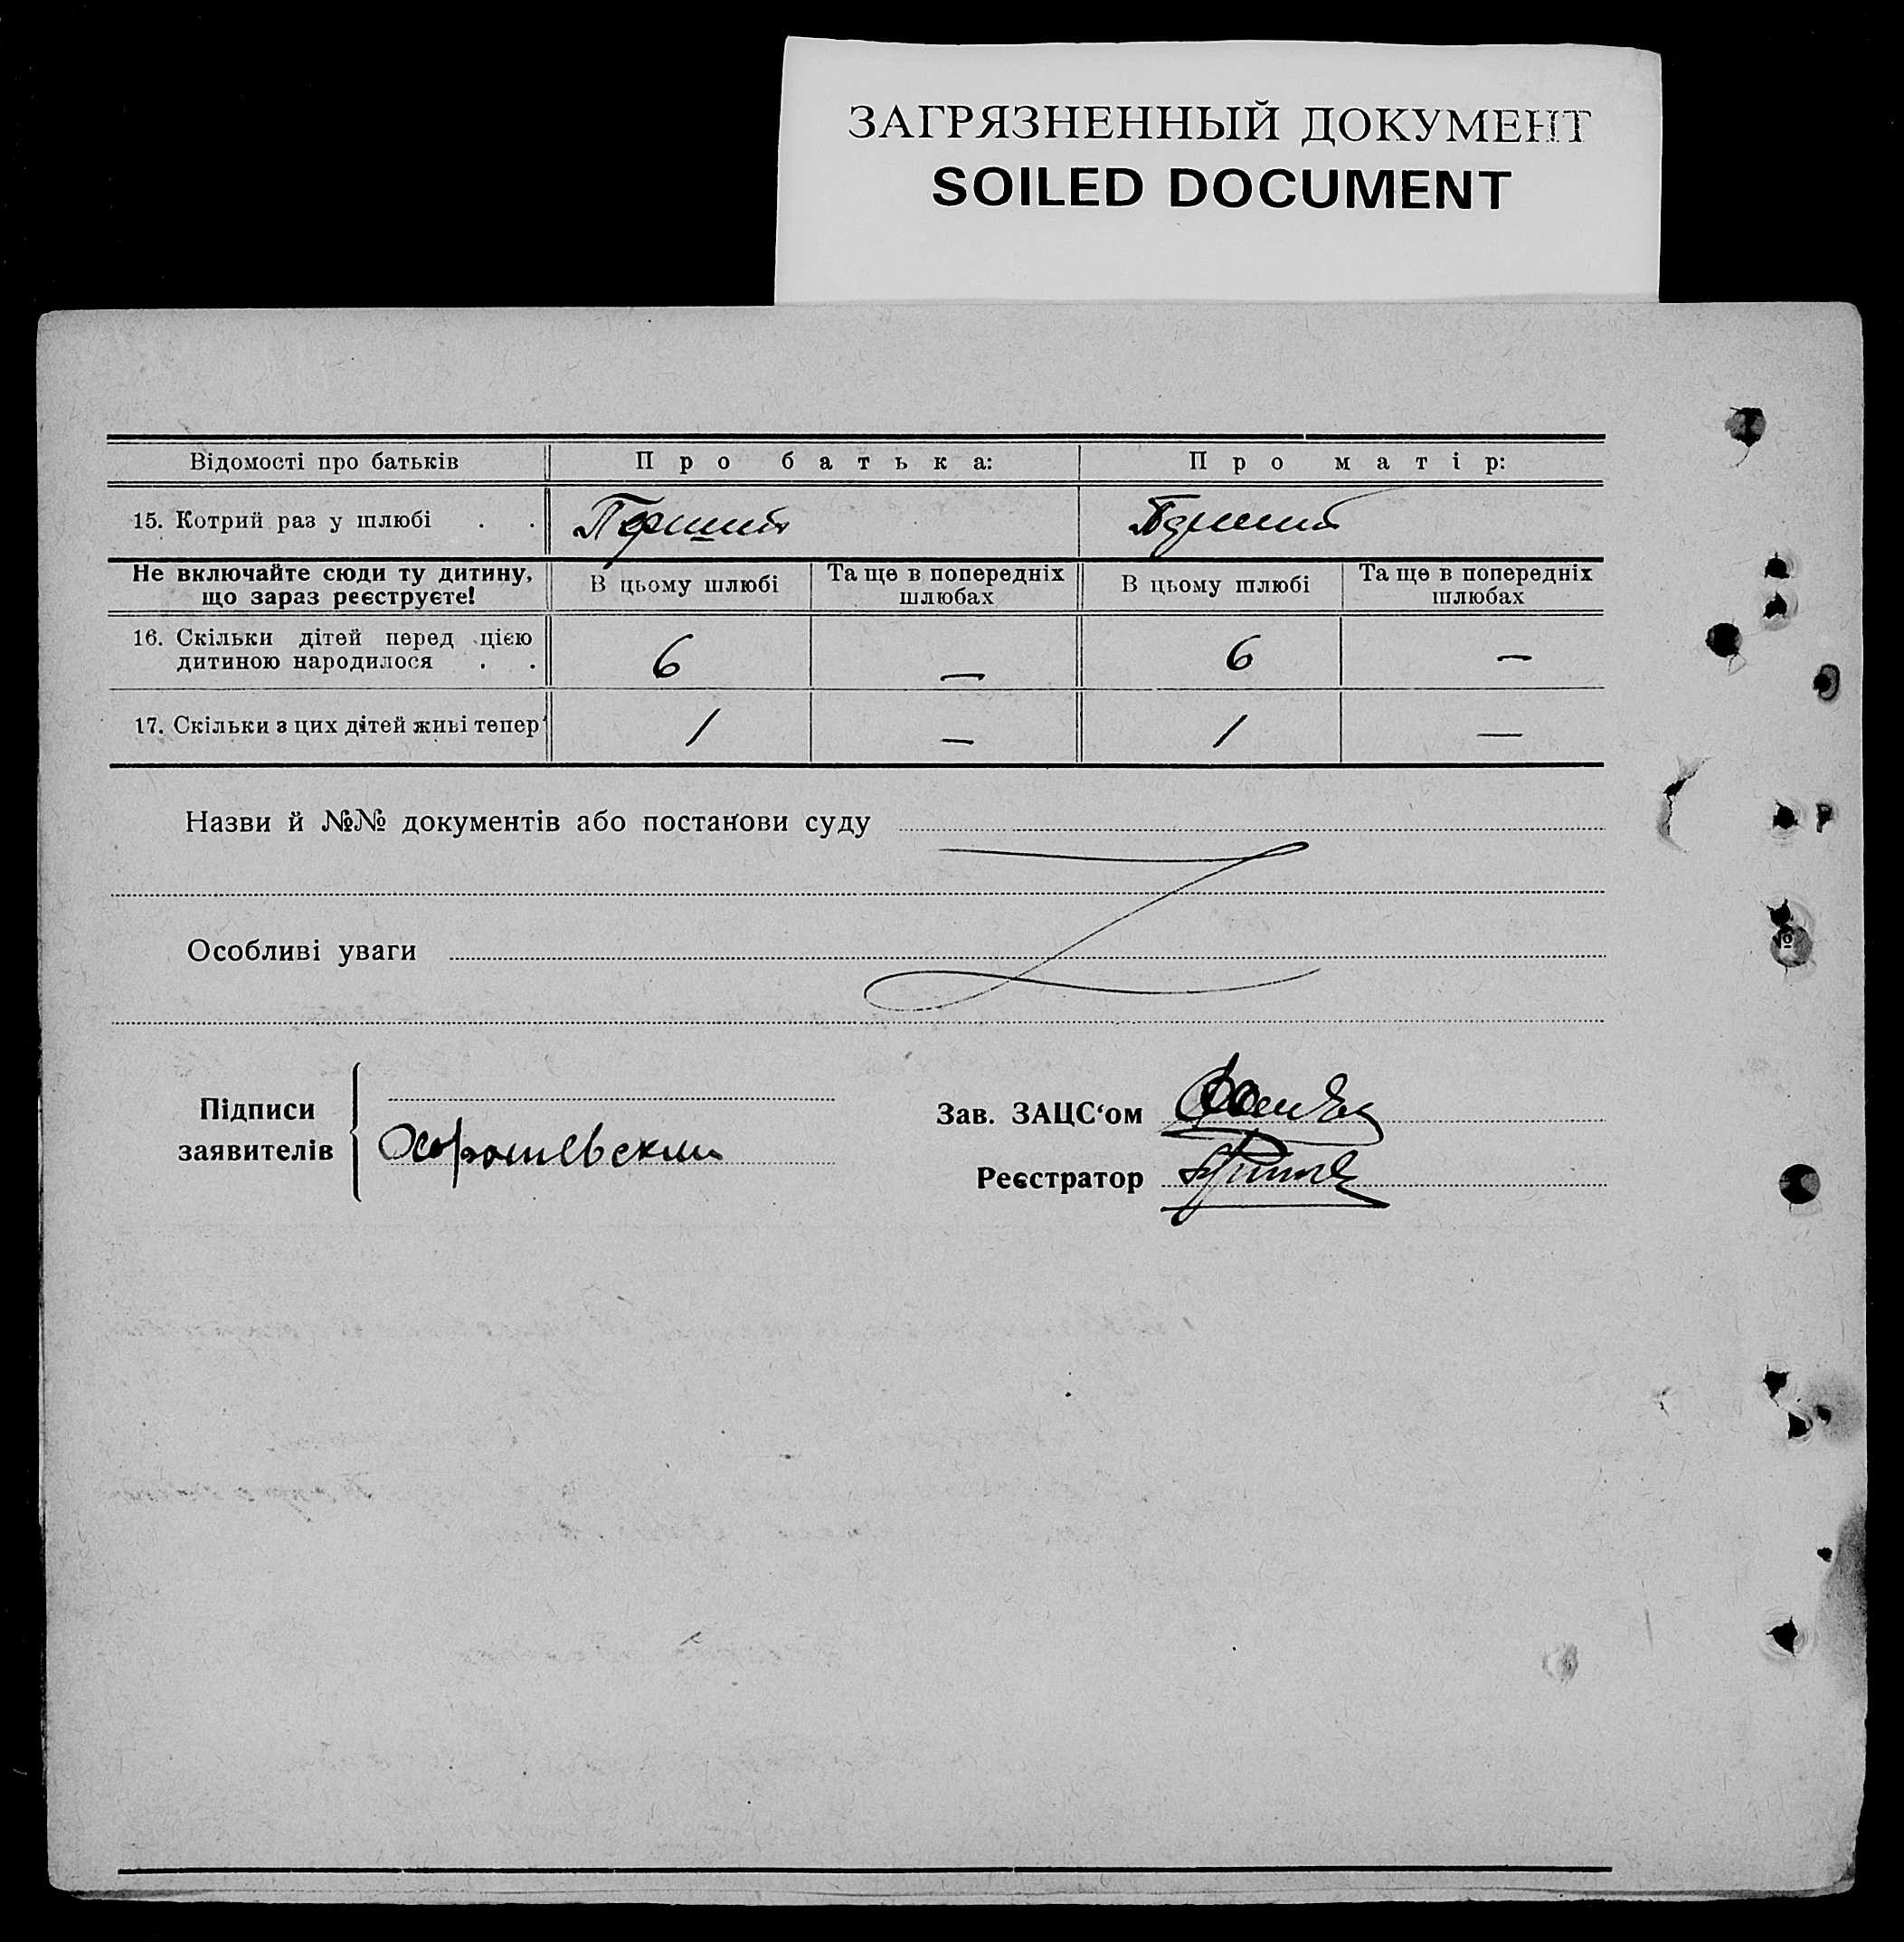 ЗАГРЯЗНЕННЫЙ ДОКУМЕНТ
SOILED DOCUMENT
Відомості про батьків Про батька: Про матір:
15. Котрий раз у шлюбі . . Перший Перший
Не включайте сюди ту дитину, що зараз реєструєте! В цьому шлюбі Та ще в попередніх шлюбах В цьому шлюбі Та ще в попередніх шлюбах
16. Скільки дітей перед цією
дитиною народилося . . 6 — 6 —
17. Скільки з цих дітей живі тепер 1 — 1 —
Назви й №№ документів або постанови суду
Особливі уваги
Підписи
заявителів
Зав. ЗАЦС‘ом
Реєстратор